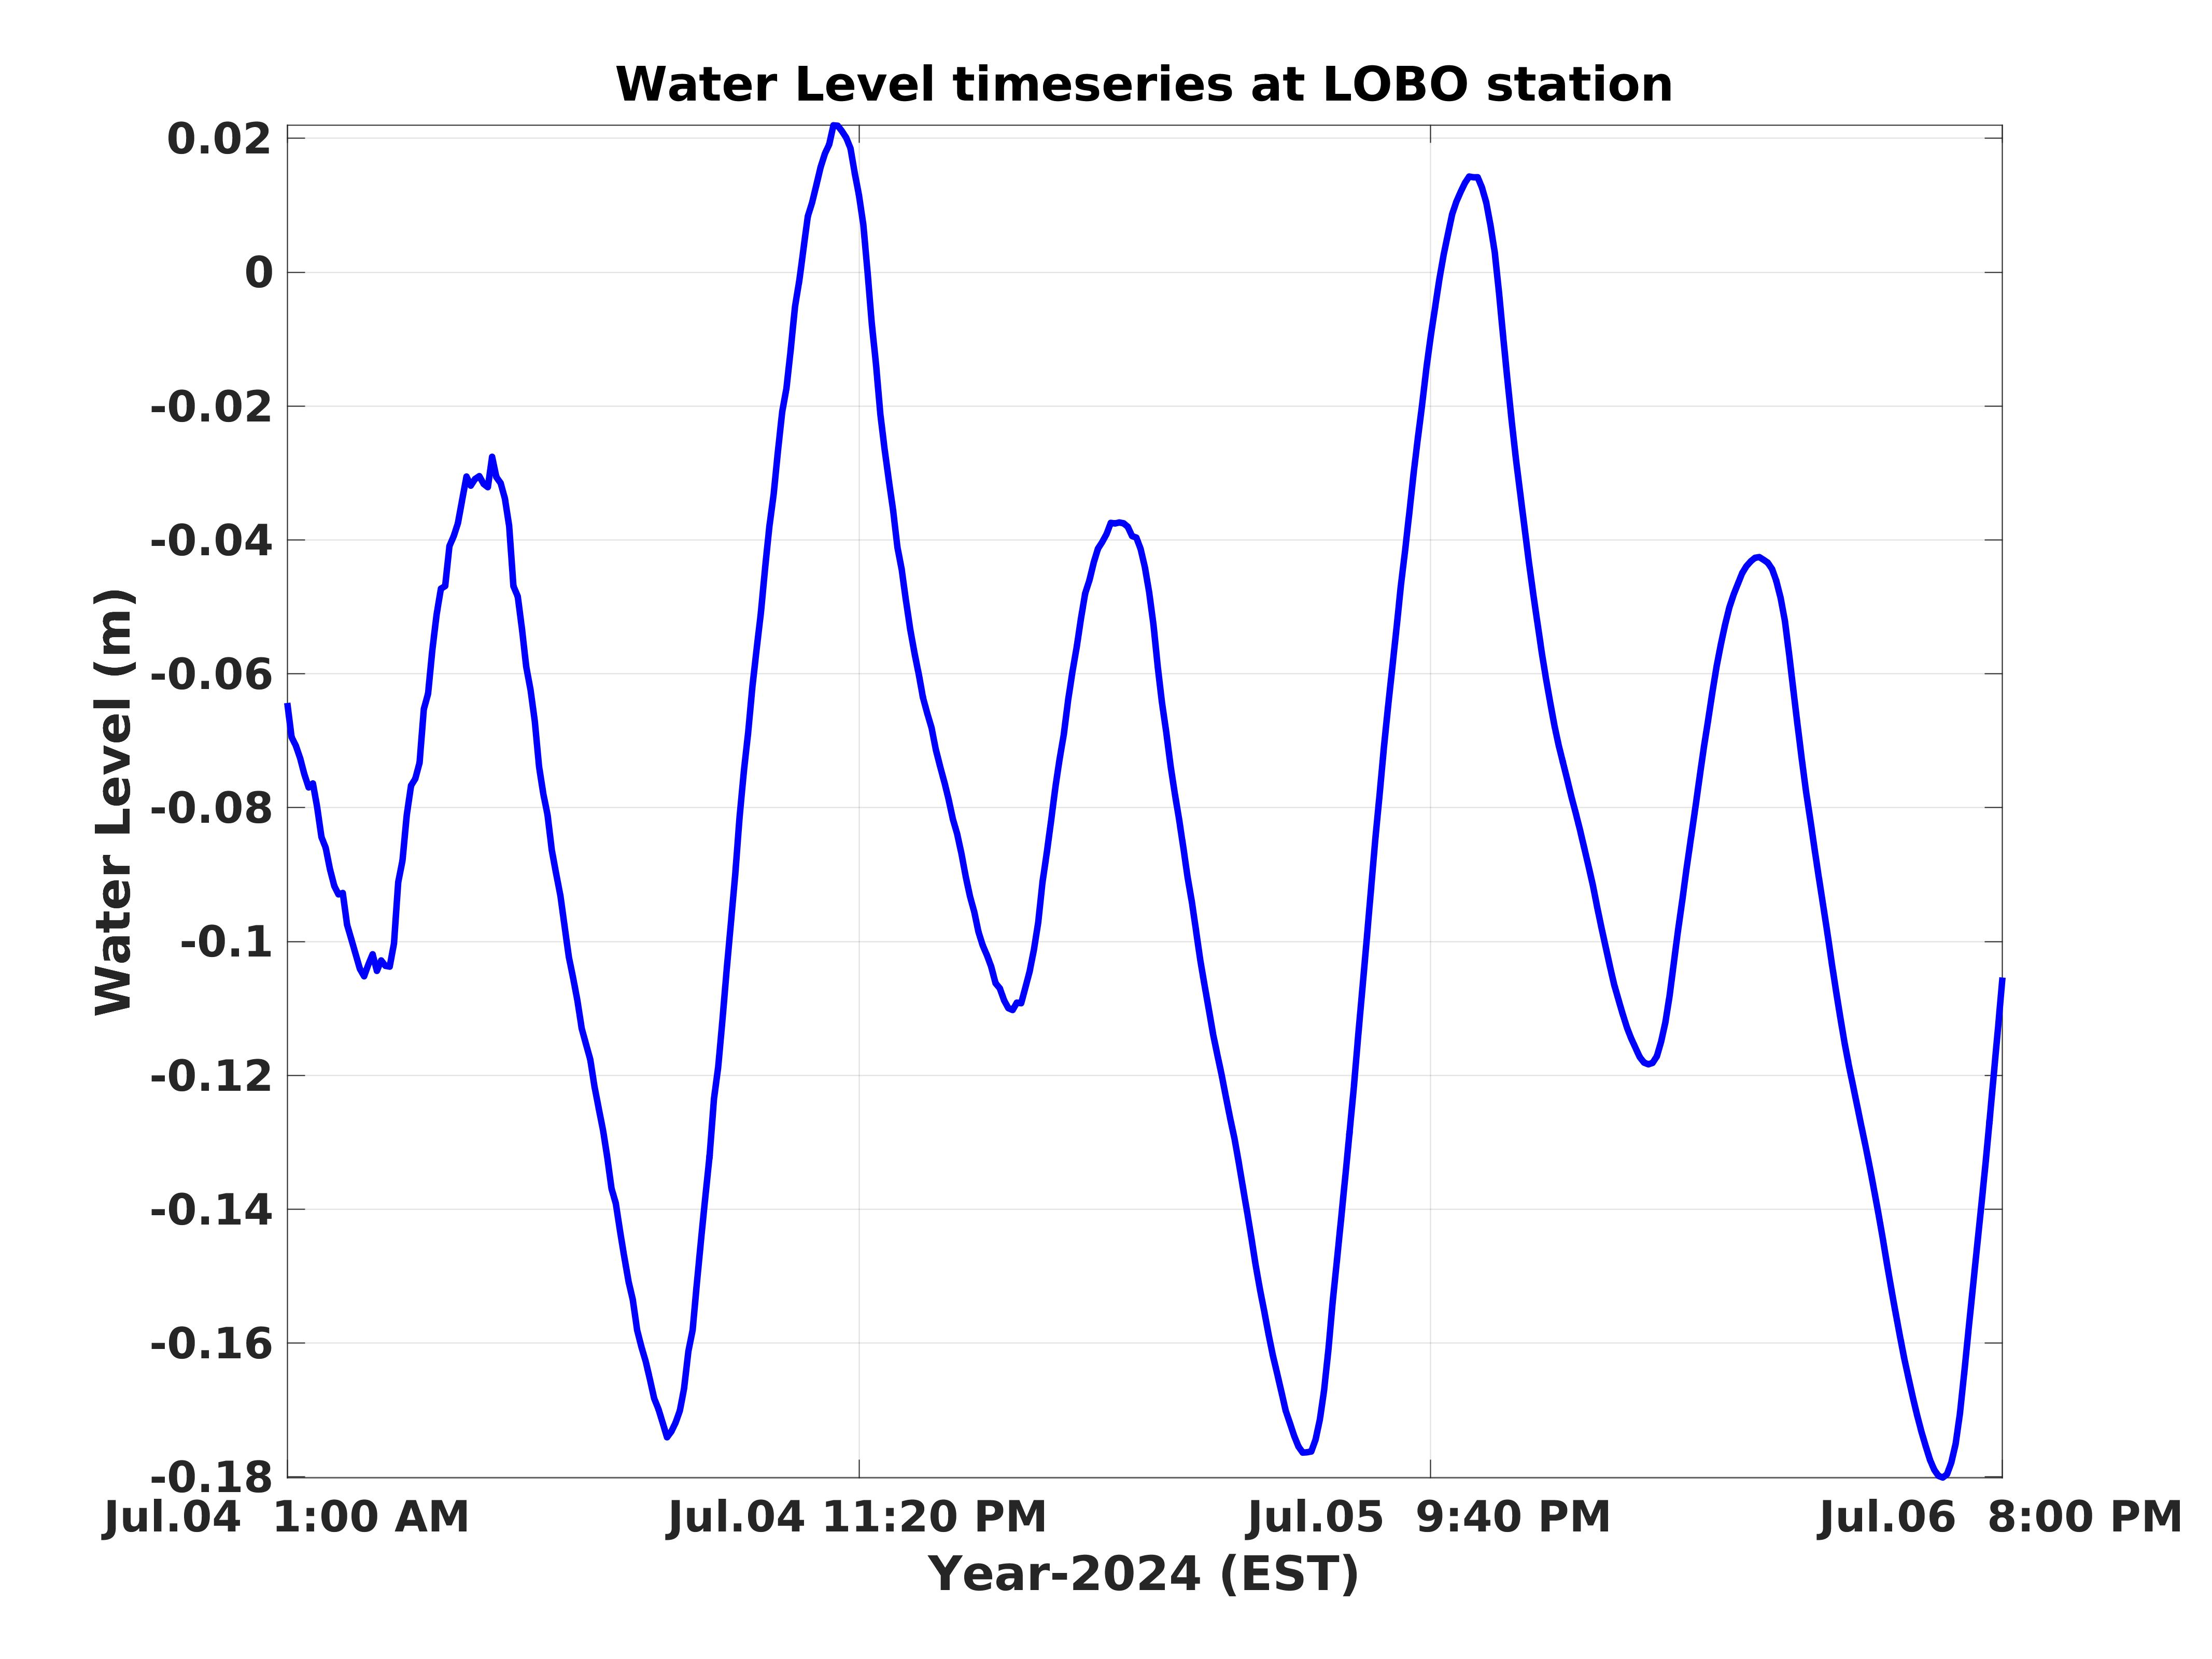 Water Level timeseries at LOBO station
0.02
0
-0.02
-0.04
-0.06
-0.08
-0.1
-0.12
-0.14
-0.16
-0.18
Water Level (m)
Jul.04  1:00 AM
Jul.04 11:20 PM
Jul.05  9:40 PM
Jul.06  8:00 PM
Year-2024 (EST)